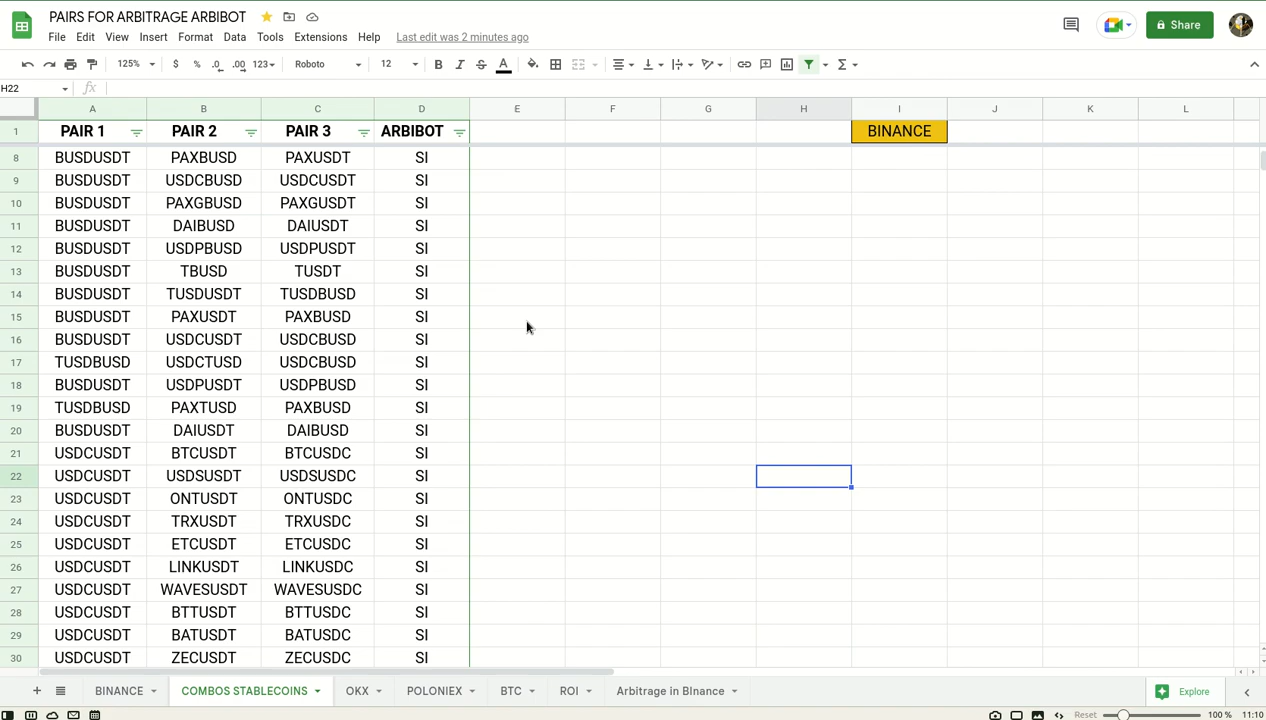 PAIRS FOR ARBITRAGE ARBIBOT
File Edit View Insert Format Data Tools Extensions Help Last edit was 2 minutes ago
Share
125% $ % .0 .00 123 Roboto 12 B I S A
H22 fx
A B C D E F G H I J K L
1 PAIR 1 PAIR 2 PAIR 3 ARBIBOT BINANCE
8 BUSDUSDT PAXBUSD PAXUSDT SI
9 BUSDUSDT USDCBUSD USDCUSDT SI
10 BUSDUSDT PAXGBUSD PAXGUSDT SI
11 BUSDUSDT DAIBUSD DAIUSDT SI
12 BUSDUSDT USDPBUSD USDPUSDT SI
13 BUSDUSDT TBUSD TUSDT SI
14 BUSDUSDT TUSDUSDT TUSDBUSD SI
15 BUSDUSDT PAXUSDT PAXBUSD SI
16 BUSDUSDT USDCUSDT USDCBUSD SI
17 TUSDBUSD USDCTUSD USDCBUSD SI
18 BUSDUSDT USDPUSDT USDPBUSD SI
19 TUSDBUSD PAXTUSD PAXBUSD SI
20 BUSDUSDT DAIUSDT DAIBUSD SI
21 USDCUSDT BTCUSDT BTCUSDC SI
22 USDCUSDT USDSUSDT USDSUSDC SI
23 USDCUSDT ONTUSDT ONTUSDC SI
24 USDCUSDT TRXUSDT TRXUSDC SI
25 USDCUSDT ETCUSDT ETCUSDC SI
26 USDCUSDT LINKUSDT LINKUSDC SI
27 USDCUSDT WAVESUSDT WAVESUSDC SI
28 USDCUSDT BTTUSDT BTTUSDC SI
29 USDCUSDT BATUSDT BATUSDC SI
30 USDCUSDT ZECUSDT ZECUSDC SI
+ BINANCE COMBOS STABLECOINS OKX POLONIEX BTC ROI Arbitrage in BInance Explore
Reset 100 % 11:10